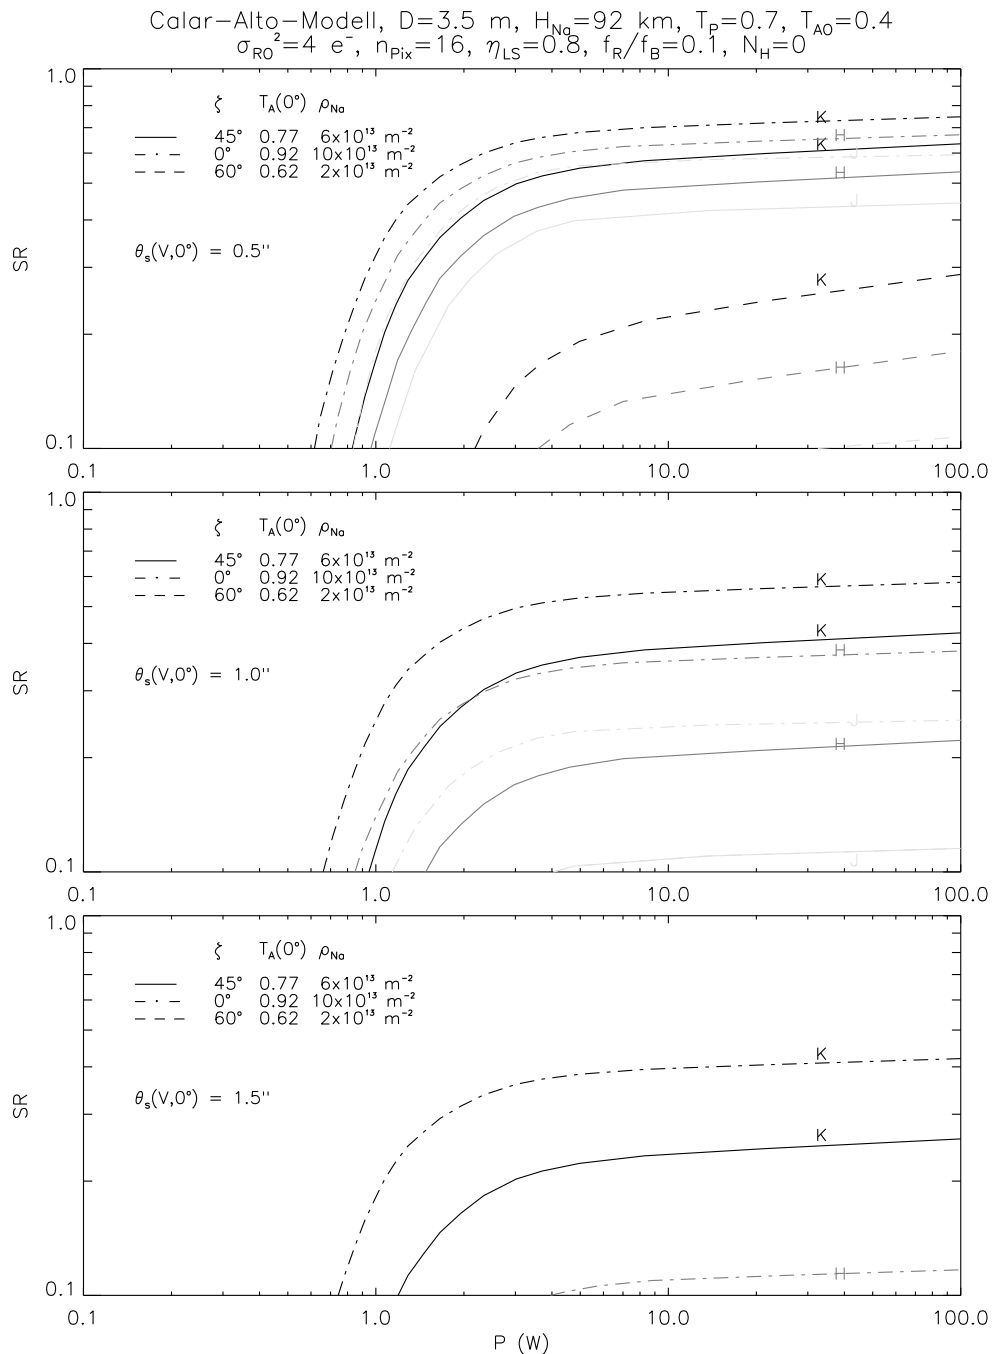 Calar-Alto-Modell, D=3.5 m, H_Na=92 km, T_P=0.7, T_AO=0.4
σ_RO²=4 e⁻, n_Pix=16, η_LS=0.8, f_R/f_B=0.1, N_H=0
1.0
ζ T_A(0°) ρ_Na
45° 0.77 6x10¹³ m⁻²
0° 0.92 10x10¹³ m⁻²
60° 0.62 2x10¹³ m⁻²
K
H
K
J
H
J
θ_s(V,0°) = 0.5"
SR
K
H
0.1
0.1 1.0 10.0 100.0
1.0
ζ T_A(0°) ρ_Na
45° 0.77 6x10¹³ m⁻²
0° 0.92 10x10¹³ m⁻²
60° 0.62 2x10¹³ m⁻²
K
K
H
θ_s(V,0°) = 1.0"
SR
J
H
J
0.1
0.1 1.0 10.0 100.0
1.0
ζ T_A(0°) ρ_Na
45° 0.77 6x10¹³ m⁻²
0° 0.92 10x10¹³ m⁻²
60° 0.62 2x10¹³ m⁻²
K
θ_s(V,0°) = 1.5"
SR
K
H
0.1
0.1 1.0 10.0 100.0
P (W)